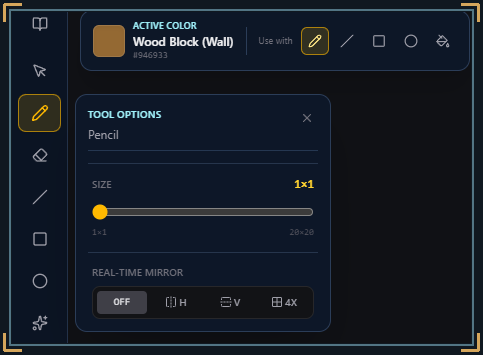 ACTIVE COLOR
Wood Block (Wall)
#946933
Use with
TOOL OPTIONS
Pencil
SIZE 1×1
1×1 20×20
REAL-TIME MIRROR
OFF H V 4X